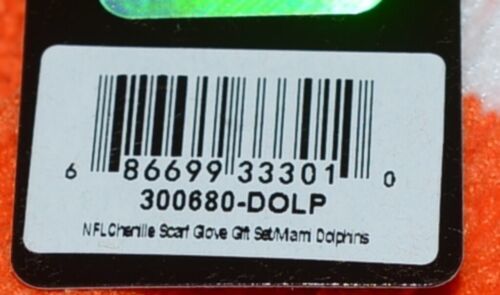 6 86699 33301 0
300680-DOLP
NFL Chenille Scarf Glove Gift Set/Miami Dolphins